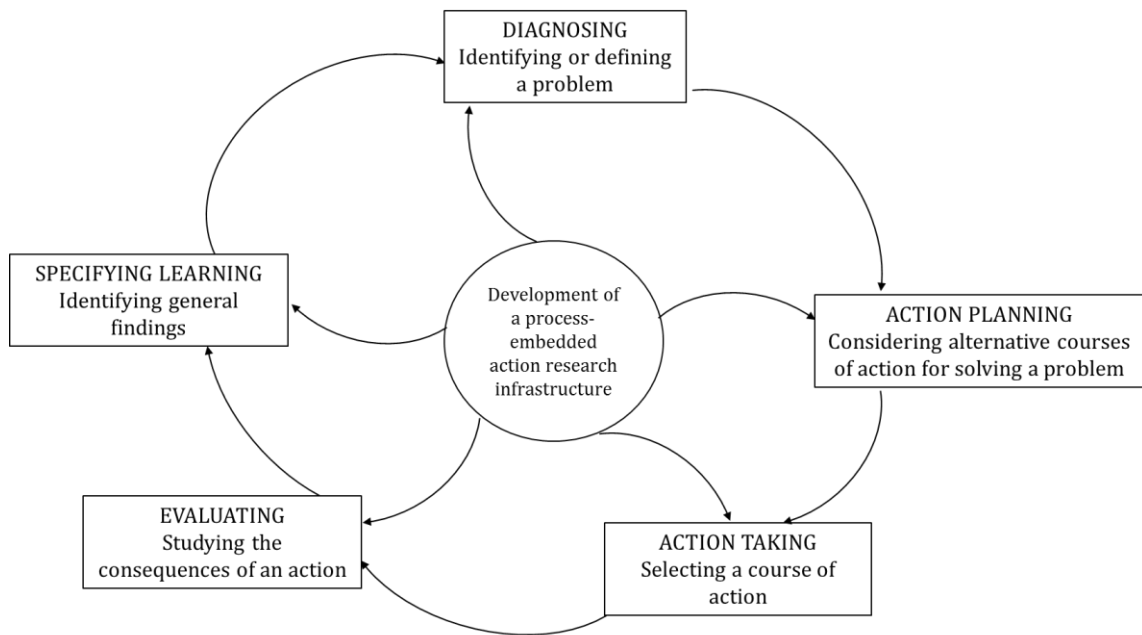 DIAGNOSING
Identifying or defining
a problem
SPECIFYING LEARNING
Identifying general
findings
Development of
a process-
embedded
action research
infrastructure
ACTION PLANNING
Considering alternative courses
of action for solving a problem
EVALUATING
Studying the
consequences of an action
ACTION TAKING
Selecting a course of
action